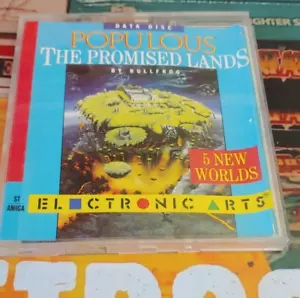 DATA DISC
POPULOUS
THE PROMISED LANDS
BY BULLFROG
5 NEW
WORLDS
ST
AMIGA
ELECTRONIC ARTS